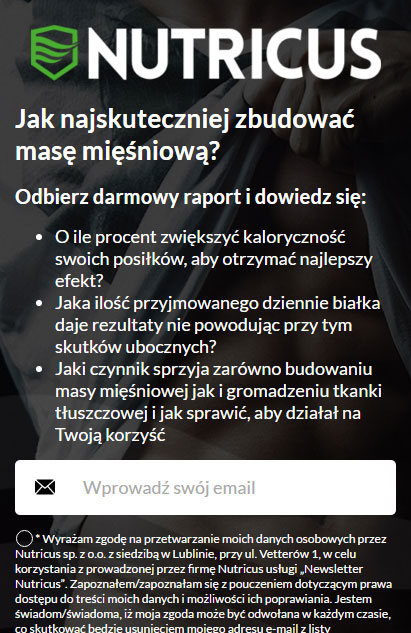 NUTRICUS
Jak najskuteczniej zbudować
masę mięśniową?
Odbierz darmowy raport i dowiedz się:
• O ile procent zwiększyć kaloryczność
swoich posiłków, aby otrzymać najlepszy
efekt?
• Jaka ilość przyjmowanego dziennie białka
daje rezultaty nie powodując przy tym
skutków ubocznych?
• Jaki czynnik sprzyja zarówno budowaniu
masy mięśniowej jak i gromadzeniu tkanki
tłuszczowej i jak sprawić, aby działał na
Twoją korzyść
Wprowadź swój email
* Wyrażam zgodę na przetwarzanie moich danych osobowych przez
Nutricus sp. z o.o. z siedzibą w Lublinie, przy ul. Vetterów 1, w celu
korzystania z prowadzonej przez firmę Nutricus usługi „Newsletter
Nutricus”. Zapoznałem/zapoznałam się z pouczeniem dotyczącym prawa
dostępu do treści moich danych i możliwości ich poprawiania. Jestem
świadom/świadoma, iż moja zgoda może być odwołana w każdym czasie,
co skutkować będzie usunięciem mojego adresu e-mail z listy